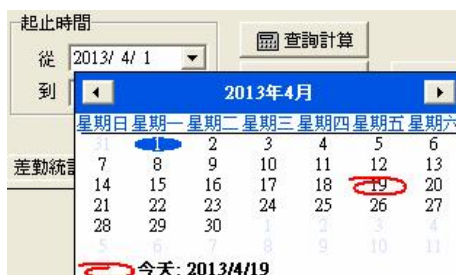 起止時間
從 2013/ 4/ 1
查詢計算
到
2013年4月
星期日 星期一 星期二 星期三 星期四 星期五 星期六
31 1 2 3 4 5 6
7 8 9 10 11 12 13
差勤統計
14 15 16 17 18 19 20
21 22 23 24 25 26 27
28 29 30 1 2 3 4
5 6 7 8 9 10 11
今天: 2013/4/19